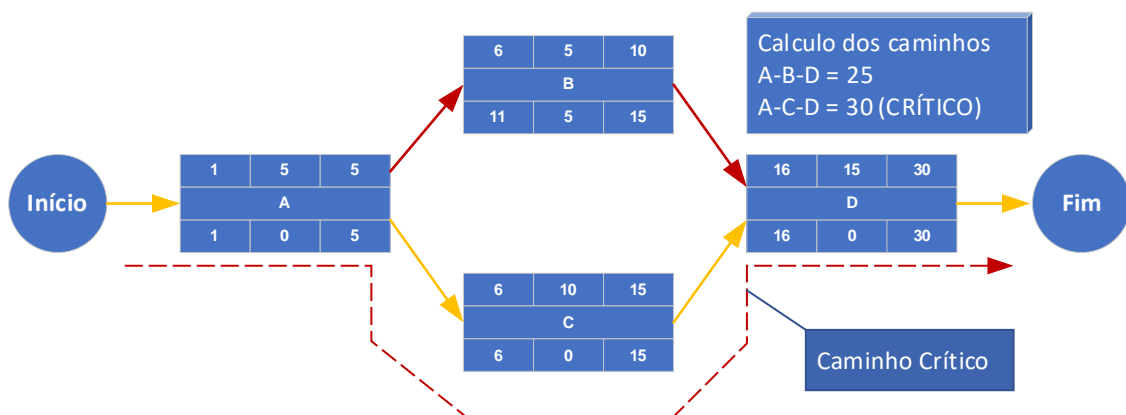 6 5 10
B
11 5 15
Calculo dos caminhos
A-B-D = 25
A-C-D = 30 (CRÍTICO)
Início
1 5 5
A
1 0 5
16 15 30
D
16 0 30
Fim
6 10 15
C
6 0 15
Caminho Crítico